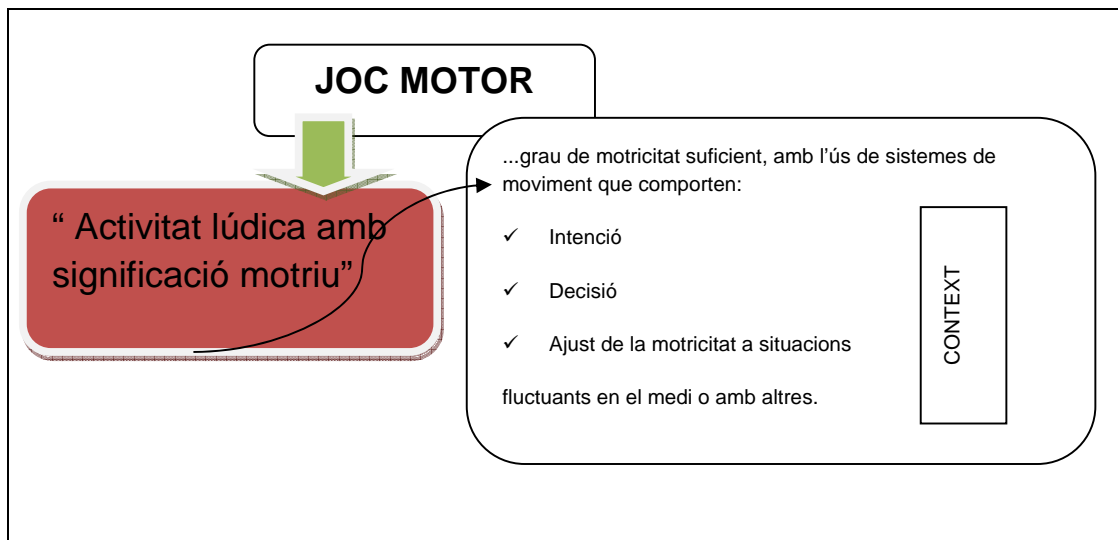 JOC MOTOR
“ Activitat lúdica amb
significació motriu”
...grau de motricitat suficient, amb l’ús de sistemes de
moviment que comporten:
✓ Intenció
✓ Decisió
✓ Ajust de la motricitat a situacions
fluctuants en el medi o amb altres.
CONTEXT